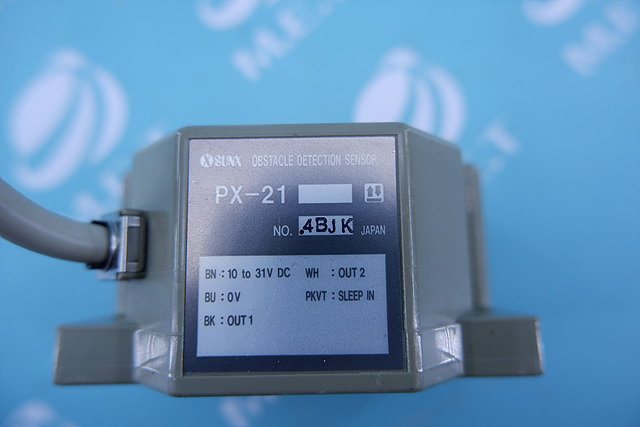 SUNX OBSTACLE DETECTION SENSOR
PX-21
NO. 4BJK JAPAN
BN : 10 to 31V DC WH : OUT 2
BU : 0V PKVT : SLEEP IN
BK : OUT 1